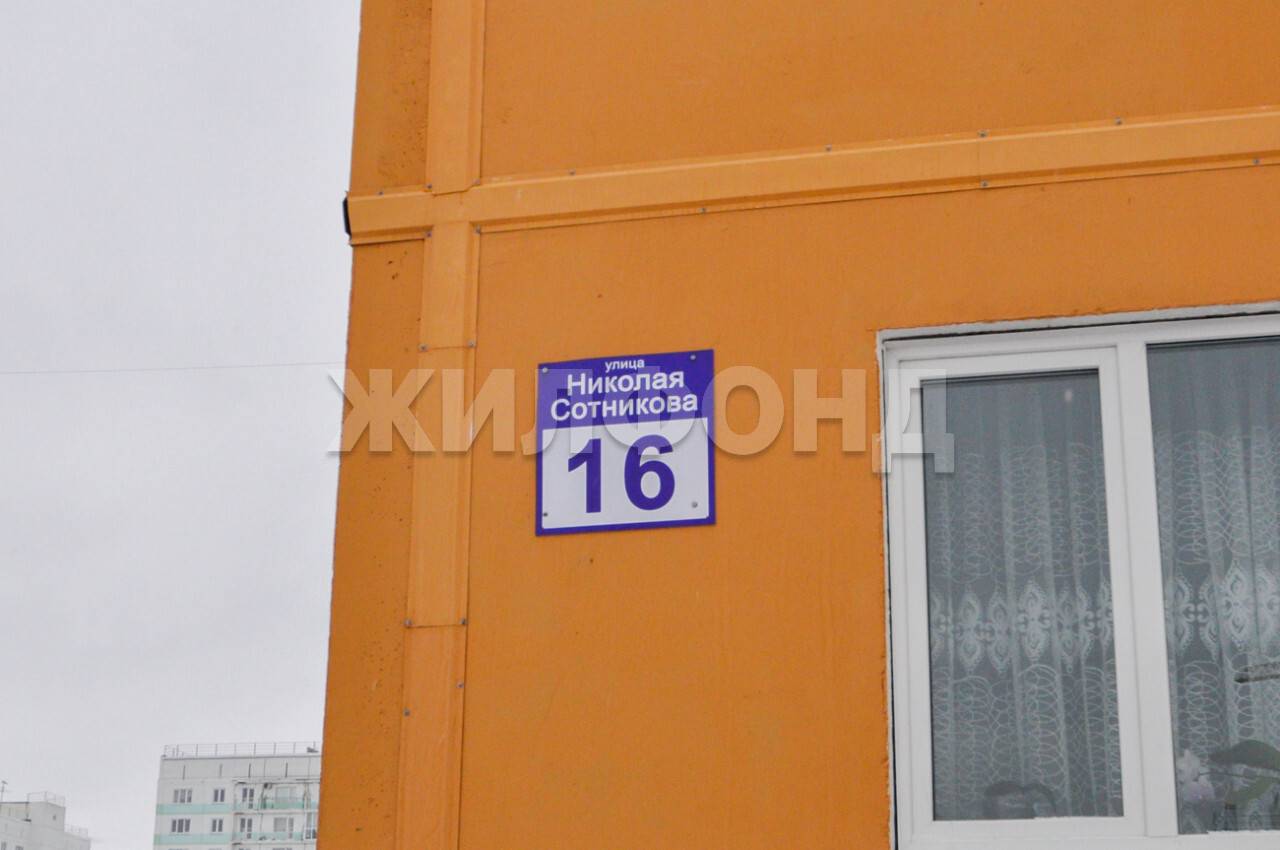 улица
Николая
Сотникова
16
ЖИЛФОНД